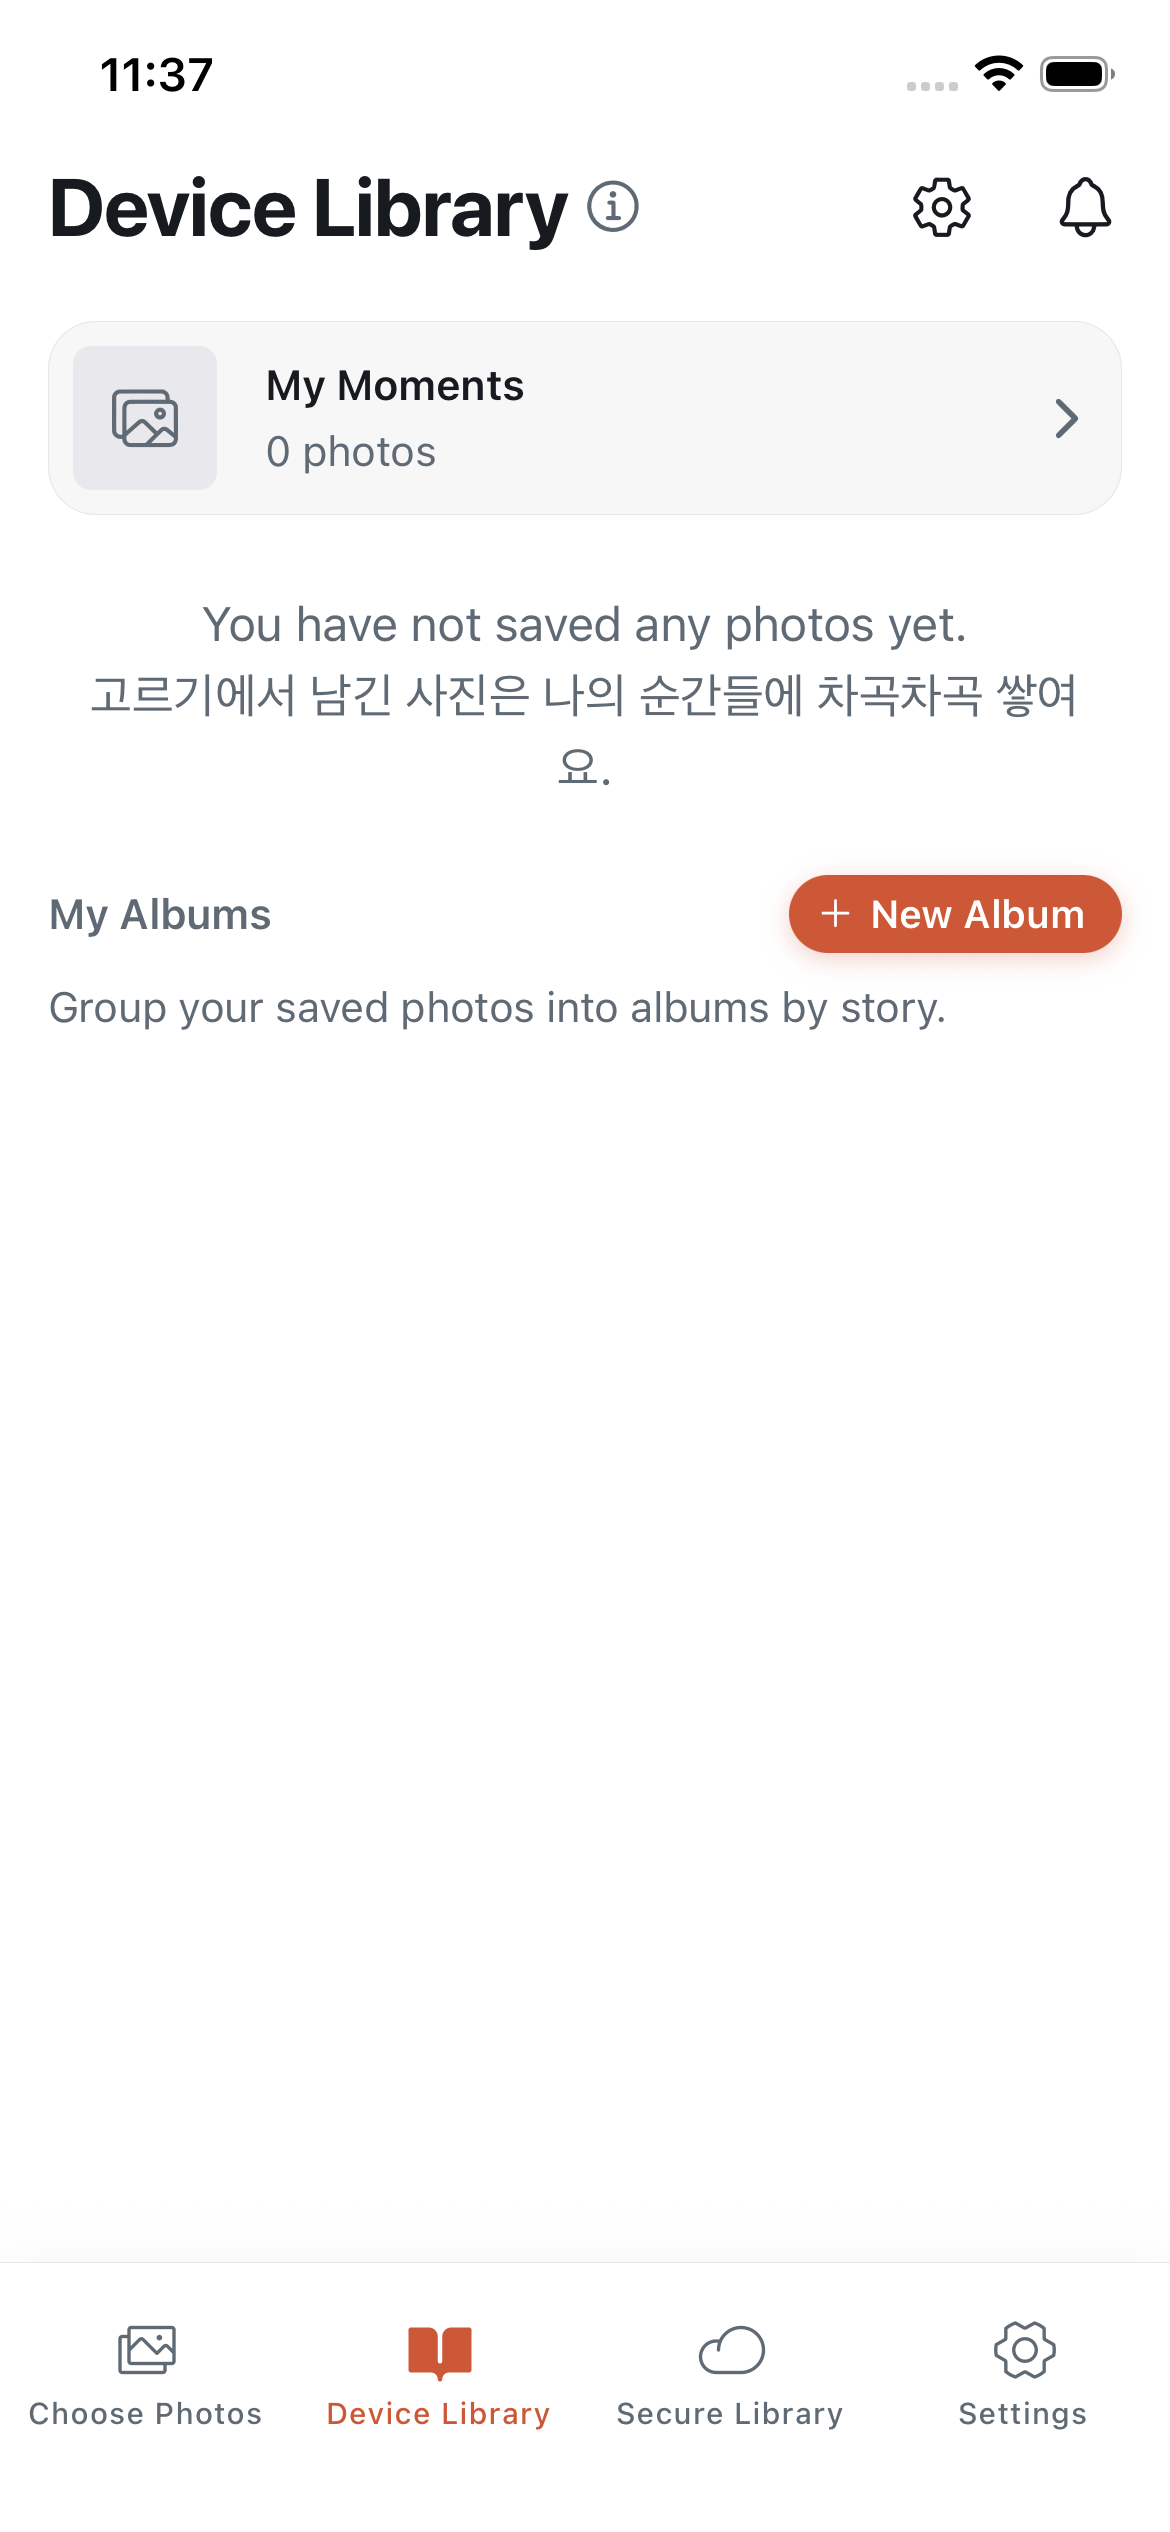 11:37
Device Library
My Moments
0 photos
You have not saved any photos yet.
고르기에서 남긴 사진은 나의 순간들에 차곡차곡 쌓여
요.
My Albums
+ New Album
Group your saved photos into albums by story.
Choose Photos
Device Library
Secure Library
Settings